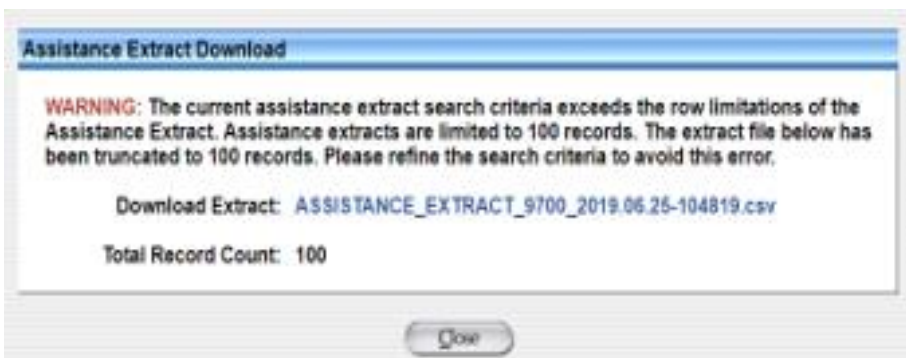 Assistance Extract Download
WARNING: The current assistance extract search criteria exceeds the row limitations of the
Assistance Extract. Assistance extracts are limited to 100 records. The extract file below has
been truncated to 100 records. Please refine the search criteria to avoid this error.
Download Extract: ASSISTANCE_EXTRACT_9700_2019.06.25-104819.csv
Total Record Count: 100
Close